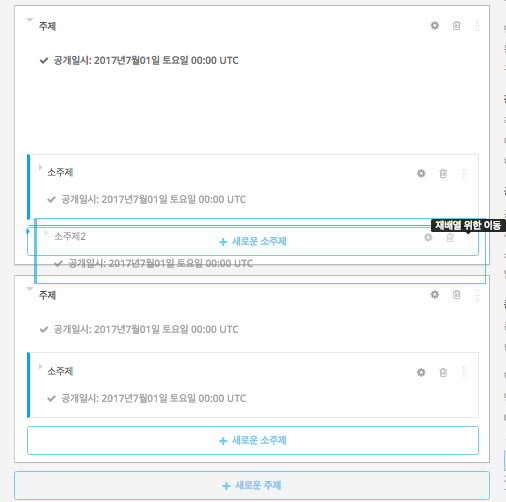 주제
공개일시: 2017년7월01일 토요일 00:00 UTC
소주제
공개일시: 2017년7월01일 토요일 00:00 UTC
재배열 위한 이동
소주제2
+ 새로운 소주제
공개일시: 2017년7월01일 토요일 00:00 UTC
주제
공개일시: 2017년7월01일 토요일 00:00 UTC
소주제
공개일시: 2017년7월01일 토요일 00:00 UTC
+ 새로운 소주제
+ 새로운 주제